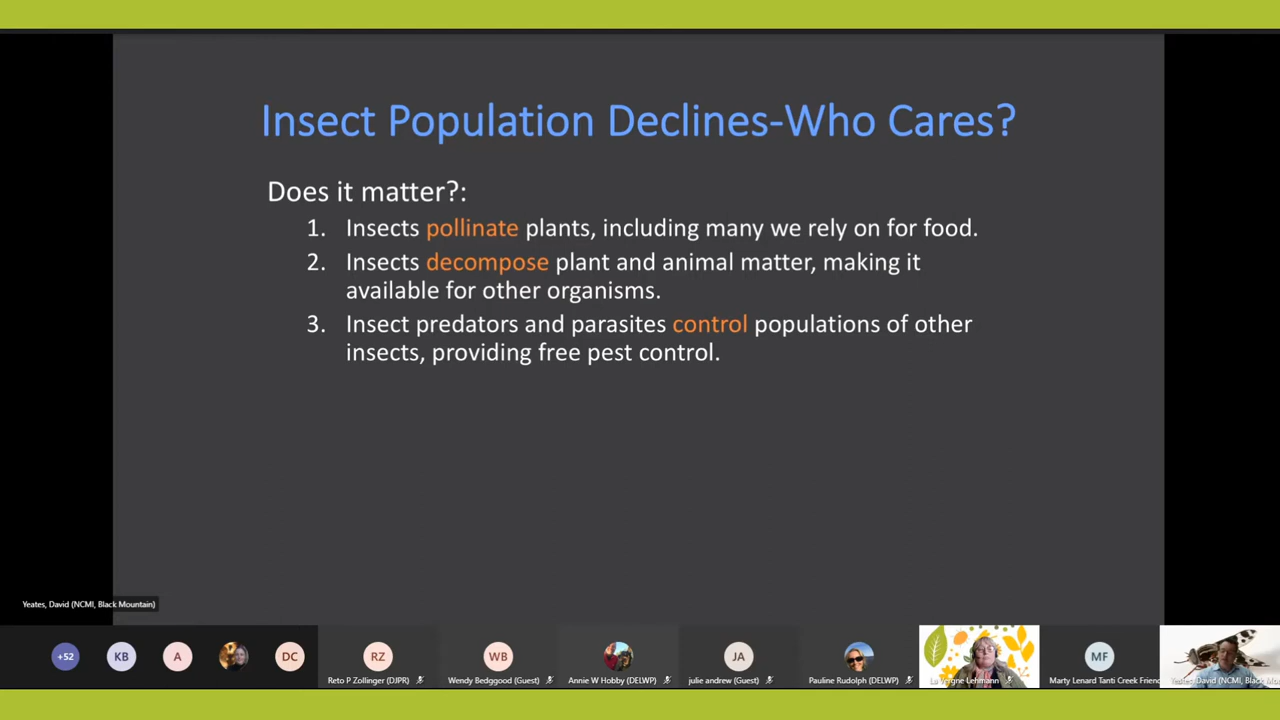 Insect Population Declines-Who Cares?
Does it matter?:
1. Insects pollinate plants, including many we rely on for food.
2. Insects decompose plant and animal matter, making it
available for other organisms.
3. Insect predators and parasites control populations of other
insects, providing free pest control.
Yeates, David (NCMI, Black Mountain)
+52
KB
A
DC
RZ
WB
JA
MF
Reto P Zollinger (DJPR)
Wendy Bedggood (Guest)
Annie W Hobby (DELWP)
julie andrew (Guest)
Pauline Rudolph (DELWP)
La Vergne Lehmann
Marty Lenard Tanti Creek Friend
Yeates, David (NCMI, Black Mou